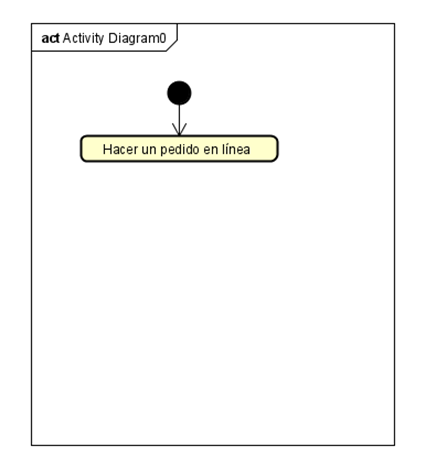 act Activity Diagram0
Hacer un pedido en línea